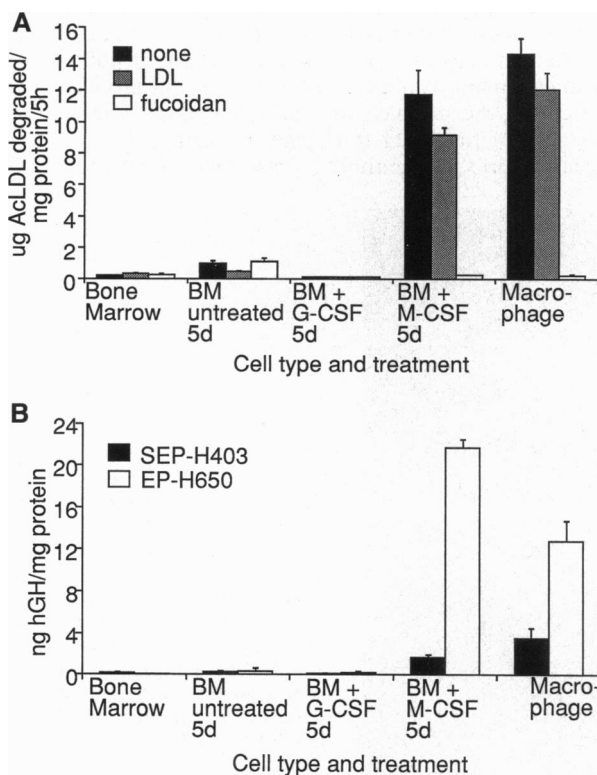 A
ug AcLDL degraded/
mg protein/5h
16
14
12
10
8
6
4
2
0
none
LDL
fucoidan
Bone
Marrow
BM
untreated
5d
BM +
G-CSF
5d
BM +
M-CSF
5d
Macro-
phage
Cell type and treatment
B
ng hGH/mg protein
24
20
16
12
8
4
0
SEP-H403
EP-H650
Bone
Marrow
BM
untreated
5d
BM +
G-CSF
5d
BM +
M-CSF
5d
Macro-
phage
Cell type and treatment